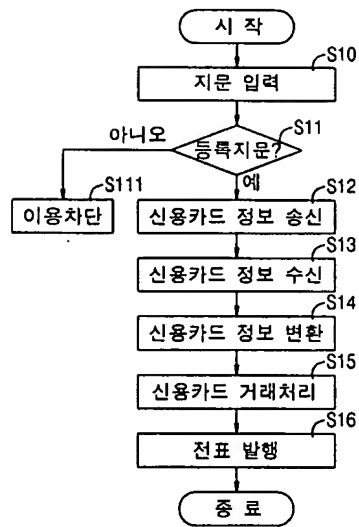 시 작
S10
지문 입력
S11
아니오
등록지문?
예
S111
이용차단
S12
신용카드 정보 송신
S13
신용카드 정보 수신
S14
신용카드 정보 변환
S15
신용카드 거래처리
S16
전표 발행
종 료